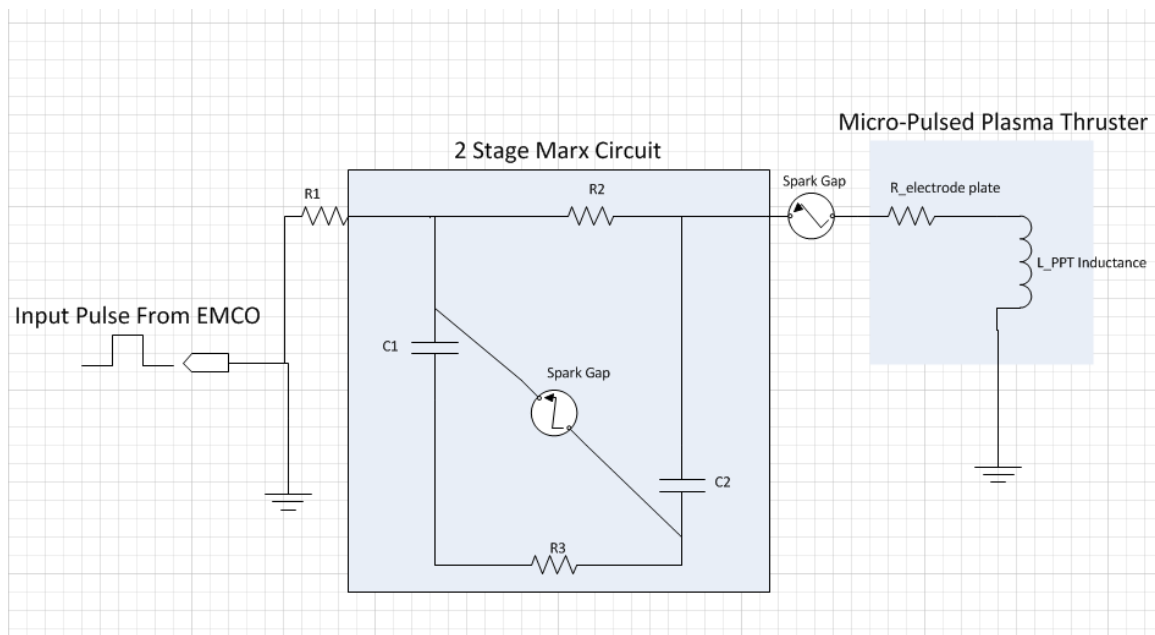 Micro-Pulsed Plasma Thruster
2 Stage Marx Circuit
Spark Gap
R_electrode plate
R1
R2
L_PPT Inductance
Input Pulse From EMCO
C1
Spark Gap
C2
R3